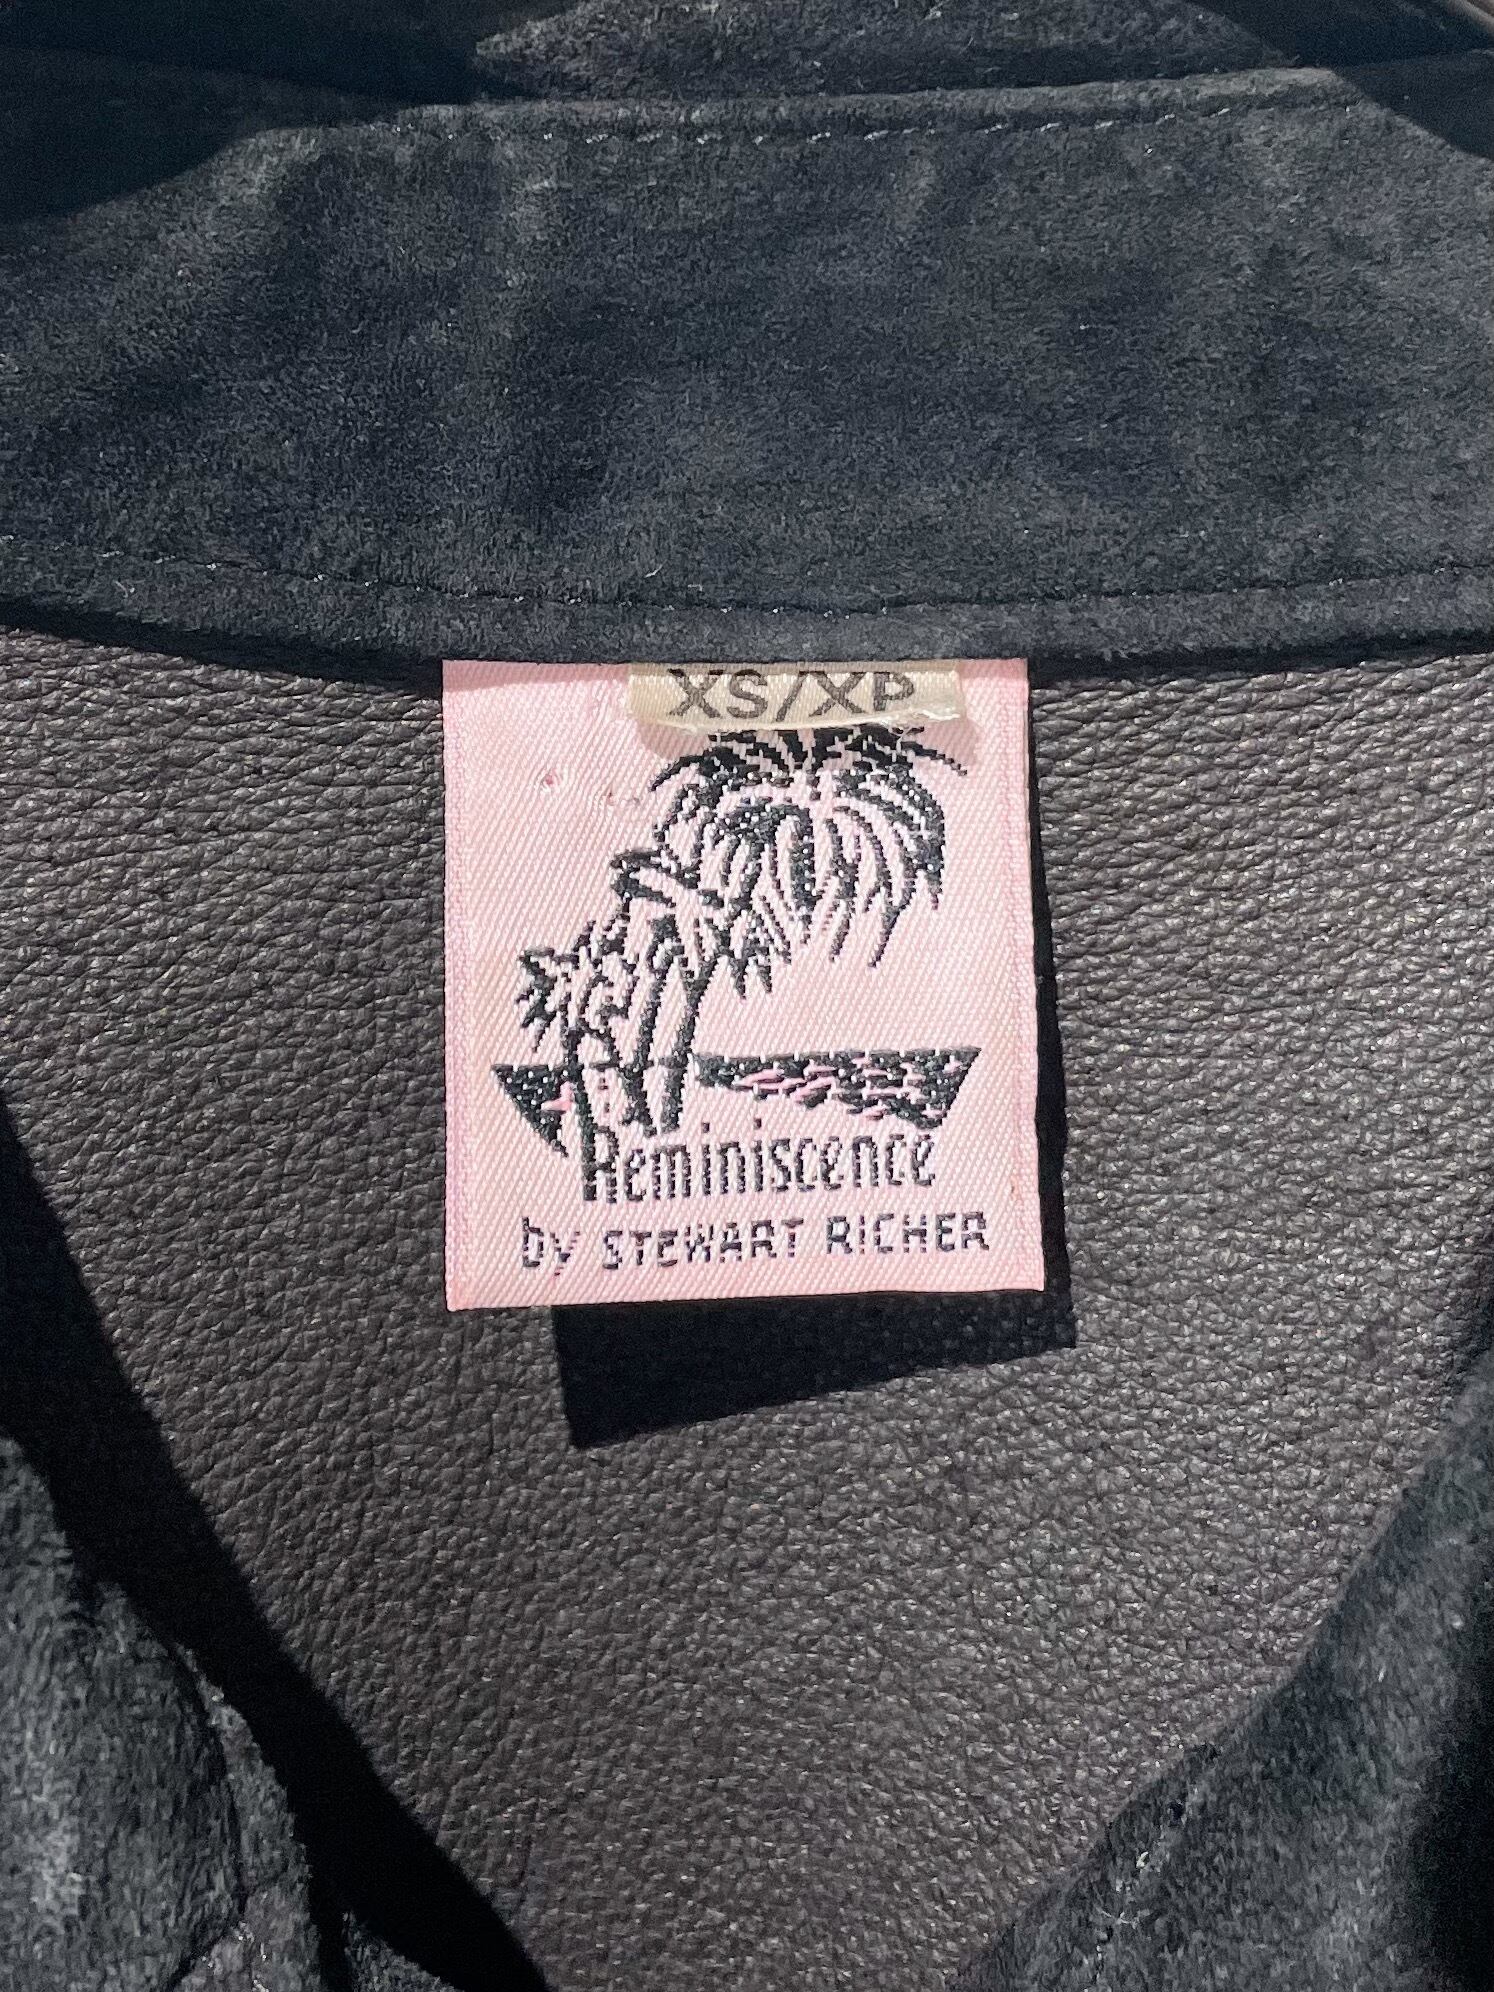 XS/XP
Reminiscence
by STEWART RICHER